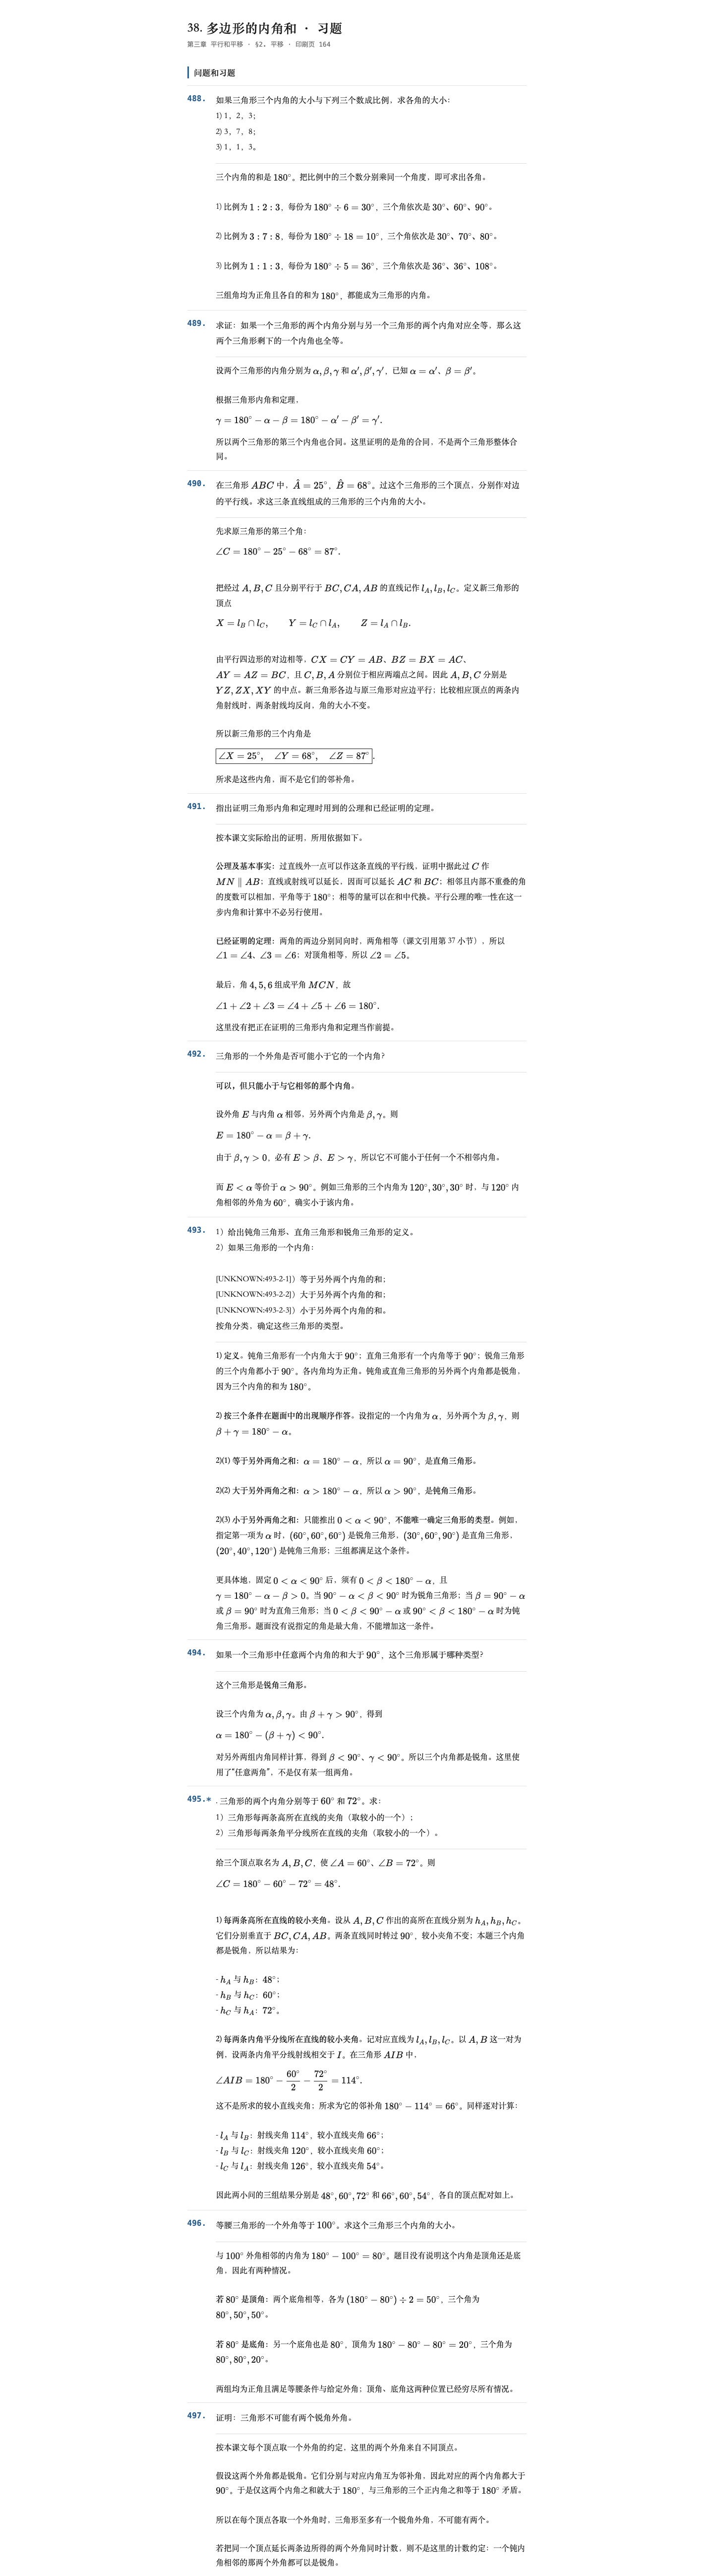 38. 多边形的内角和 · 习题
第三章 平行和平移 · §2. 平移 · 印刷页 164
问题和习题
488. 如果三角形三个内角的大小与下列三个数成比例，求各角的大小：
1) 1，2，3；
2) 3，7，8；
3) 1，1，3。
三个内角的和是 180°。把比例中的三个数分别乘同一个角度，即可求出各角。
1) 比例为 1 : 2 : 3，每份为 180° ÷ 6 = 30°，三个角依次是 30°、60°、90°。
2) 比例为 3 : 7 : 8，每份为 180° ÷ 18 = 10°，三个角依次是 30°、70°、80°。
3) 比例为 1 : 1 : 3，每份为 180° ÷ 5 = 36°，三个角依次是 36°、36°、108°。
三组角均为正角且各自的和为 180°，都能成为三角形的内角。
489. 求证：如果一个三角形的两个内角分别与另一个三角形的两个内角对应全等，那么这
两个三角形剩下的一个内角也全等。
设两个三角形的内角分别为 α, β, γ 和 α′, β′, γ′，已知 α = α′、β = β′。
根据三角形内角和定理，
γ = 180° − α − β = 180° − α′ − β′ = γ′.
所以两个三角形的第三个内角也合同。这里证明的是角的合同，不是两个三角形整体合
同。
490. 在三角形 ABC 中，Â = 25°，B̂ = 68°。过这个三角形的三个顶点，分别作对边
的平行线。求这三条直线组成的三角形的三个内角的大小。
先求原三角形的第三个角：
∠C = 180° − 25° − 68° = 87°.
把经过 A, B, C 且分别平行于 BC, CA, AB 的直线记作 l_A, l_B, l_C。定义新三角形的
顶点
X = l_B ∩ l_C, Y = l_C ∩ l_A, Z = l_A ∩ l_B.
由平行四边形的对边相等，CX = CY = AB、BZ = BX = AC、
AY = AZ = BC，且 C, B, A 分别位于相应两端点之间。因此 A, B, C 分别是
YZ, ZX, XY 的中点。新三角形各边与原三角形对应边平行；比较相应顶点的两条内
角射线时，两条射线均反向，角的大小不变。
所以新三角形的三个内角是
∠X = 25°, ∠Y = 68°, ∠Z = 87°.
所求是这些内角，而不是它们的邻补角。
491. 指出证明三角形内角和定理时用到的公理和已经证明的定理。
按本课文实际给出的证明，所用依据如下。
公理及基本事实：过直线外一点可以作这条直线的平行线，证明中据此过 C 作
MN ∥ AB；直线或射线可以延长，因而可以延长 AC 和 BC；相邻且内部不重叠的角
的度数可以相加，平角等于 180°；相等的量可以在和中代换。平行公理的唯一性在这一
步内角和计算中不必另行使用。
已经证明的定理：两角的两边分别同向时，两角相等（课文引用第 37 小节），所以
∠1 = ∠4、∠3 = ∠6；对顶角相等，所以 ∠2 = ∠5。
最后，角 4, 5, 6 组成平角 MCN，故
∠1 + ∠2 + ∠3 = ∠4 + ∠5 + ∠6 = 180°.
这里没有把正在证明的三角形内角和定理当作前提。
492. 三角形的一个外角是否可能小于它的一个内角？
可以，但只能小于与它相邻的那个内角。
设外角 E 与内角 α 相邻，另外两个内角是 β, γ。则
E = 180° − α = β + γ.
由于 β, γ > 0，必有 E > β、E > γ，所以它不可能小于任何一个不相邻内角。
而 E < α 等价于 α > 90°。例如三角形的三个内角为 120°, 30°, 30° 时，与 120° 内
角相邻的外角为 60°，确实小于该内角。
493. 1）给出钝角三角形、直角三角形和锐角三角形的定义。
2）如果三角形的一个内角：
[UNKNOWN:493-2-1]）等于另外两个内角的和；
[UNKNOWN:493-2-2]）大于另外两个内角的和；
[UNKNOWN:493-2-3]）小于另外两个内角的和。
按角分类，确定这些三角形的类型。
1) 定义。钝角三角形有一个内角大于 90°；直角三角形有一个内角等于 90°；锐角三角形
的三个内角都小于 90°。各内角均为正角。钝角或直角三角形的另外两个内角都是锐角，
因为三个内角的和为 180°。
2) 按三个条件在题面中的出现顺序作答。设指定的一个内角为 α，另外两个为 β, γ，则
β + γ = 180° − α。
2)(1) 等于另外两角之和：α = 180° − α，所以 α = 90°，是直角三角形。
2)(2) 大于另外两角之和：α > 180° − α，所以 α > 90°，是钝角三角形。
2)(3) 小于另外两角之和：只能推出 0 < α < 90°，不能唯一确定三角形的类型。例如，
指定第一项为 α 时，(60°, 60°, 60°) 是锐角三角形，(30°, 60°, 90°) 是直角三角形，
(20°, 40°, 120°) 是钝角三角形；三组都满足这个条件。
更具体地，固定 0 < α < 90° 后，须有 0 < β < 180° − α，且
γ = 180° − α − β > 0。当 90° − α < β < 90° 时为锐角三角形；当 β = 90° − α
或 β = 90° 时为直角三角形；当 0 < β < 90° − α 或 90° < β < 180° − α 时为钝
角三角形。题面没有说指定的角是最大角，不能增加这一条件。
494. 如果一个三角形中任意两个内角的和大于 90°，这个三角形属于哪种类型？
这个三角形是锐角三角形。
设三个内角为 α, β, γ。由 β + γ > 90°，得到
α = 180° − (β + γ) < 90°.
对另外两组内角同样计算，得到 β < 90°、γ < 90°。所以三个内角都是锐角。这里使
用了“任意两角”，不是仅有某一组两角。
495.* . 三角形的两个内角分别等于 60° 和 72°。求：
1）三角形每两条高所在直线的夹角（取较小的一个）；
2）三角形每两条角平分线所在直线的夹角（取较小的一个）。
给三个顶点取名为 A, B, C，使 ∠A = 60°、∠B = 72°。则
∠C = 180° − 60° − 72° = 48°.
1) 每两条高所在直线的较小夹角。设从 A, B, C 作出的高所在直线分别为 h_A, h_B, h_C。
它们分别垂直于 BC, CA, AB。两条直线同时转过 90°，较小夹角不变；本题三个内角
都是锐角，所以结果为：
· h_A 与 h_B：48°；
· h_B 与 h_C：60°；
· h_C 与 h_A：72°。
2) 每两条内角平分线所在直线的较小夹角。记对应直线为 l_A, l_B, l_C。以 A, B 这一对为
例，设两条内角平分线射线相交于 I。在三角形 AIB 中，
∠AIB = 180° − 60°/2 − 72°/2 = 114°.
这不是所求的较小直线夹角；所求为它的邻补角 180° − 114° = 66°。同样逐对计算：
· l_A 与 l_B：射线夹角 114°，较小直线夹角 66°；
· l_B 与 l_C：射线夹角 120°，较小直线夹角 60°；
· l_C 与 l_A：射线夹角 126°，较小直线夹角 54°。
因此两小问的三组结果分别是 48°, 60°, 72° 和 66°, 60°, 54°，各自的顶点配对如上。
496. 等腰三角形的一个外角等于 100°。求这个三角形三个内角的大小。
与 100° 外角相邻的内角为 180° − 100° = 80°。题目没有说明这个内角是顶角还是底
角，因此有两种情况。
若 80° 是顶角：两个底角相等，各为 (180° − 80°) ÷ 2 = 50°，三个角为
80°, 50°, 50°。
若 80° 是底角：另一个底角也是 80°，顶角为 180° − 80° − 80° = 20°，三个角为
80°, 80°, 20°。
两组均为正角且满足等腰条件与给定外角；顶角、底角这两种位置已经穷尽所有情况。
497. 证明：三角形不可能有两个锐角外角。
按本课文每个顶点取一个外角的约定，这里的两个外角来自不同顶点。
假设这两个外角都是锐角。它们分别与对应内角互为邻补角，因此对应的两个内角都大于
90°。于是仅这两个内角之和就大于 180°，与三角形的三个正内角之和等于 180° 矛盾。
所以在每个顶点各取一个外角时，三角形至多有一个锐角外角，不可能有两个。
若把同一个顶点延长两条边所得的两个外角同时计数，则不是这里的计数约定：一个钝内
角相邻的那两个外角都可以是锐角。